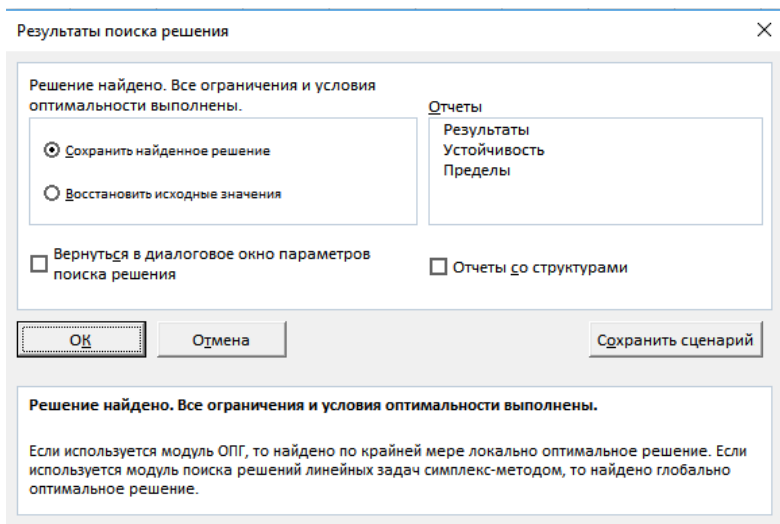 Результаты поиска решения
Решение найдено. Все ограничения и условия
оптимальности выполнены.
Сохранить найденное решение
Восстановить исходные значения
Отчеты
Результаты
Устойчивость
Пределы
Вернуться в диалоговое окно параметров
поиска решения
Отчеты со структурами
ОК
Отмена
Сохранить сценарий
Решение найдено. Все ограничения и условия оптимальности выполнены.
Если используется модуль ОПГ, то найдено по крайней мере локально оптимальное решение. Если
используется модуль поиска решений линейных задач симплекс-методом, то найдено глобально
оптимальное решение.